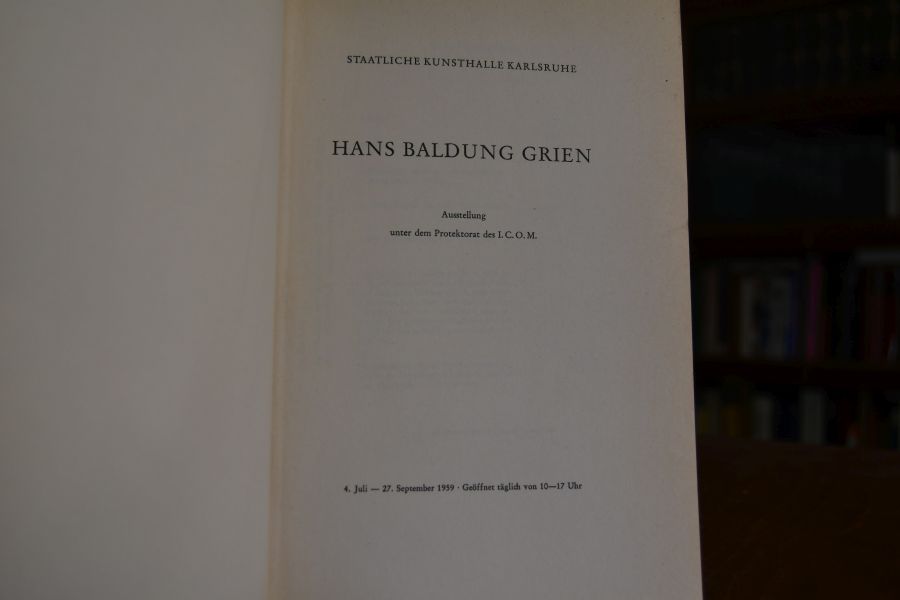 STAATLICHE KUNSTHALLE KARLSRUHE
HANS BALDUNG GRIEN
Ausstellung
unter dem Protektorat des I.C.O.M.
4. Juli — 27. September 1959 · Geöffnet täglich von 10—17 Uhr